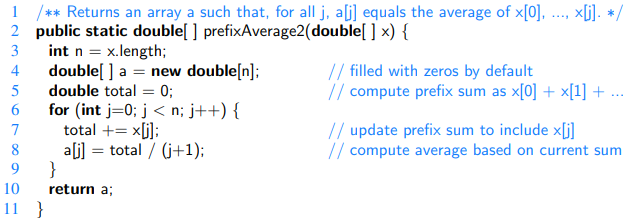 1 /** Returns an array a such that, for all j, a[j] equals the average of x[0], ..., x[j]. */
2 public static double[ ] prefixAverage2(double[ ] x) {
3 int n = x.length;
4 double[ ] a = new double[n]; // filled with zeros by default
5 double total = 0; // compute prefix sum as x[0] + x[1] + ...
6 for (int j=0; j < n; j++) {
7 total += x[j]; // update prefix sum to include x[j]
8 a[j] = total / (j+1); // compute average based on current sum
9 }
10 return a;
11 }